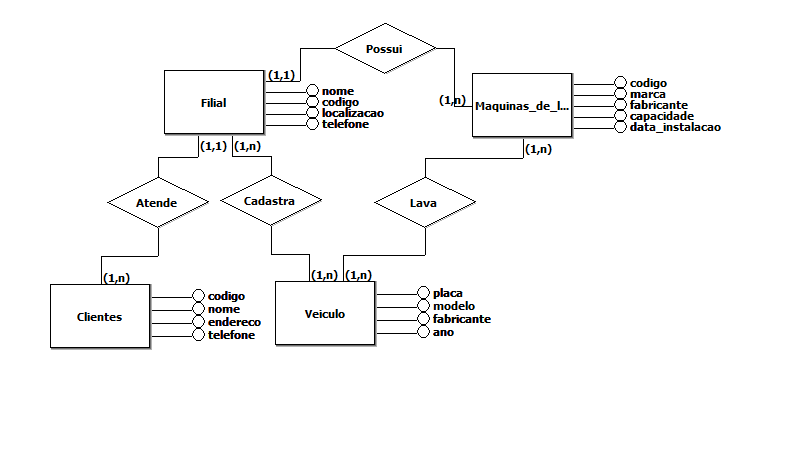 Possui
(1,1)
(1,n)
Filial
nome
codigo
localizacao
telefone
Maquinas_de_l...
codigo
marca
fabricante
capacidade
data_instalacao
(1,1)
(1,n)
(1,n)
Atende
Cadastra
Lava
(1,n)
(1,n)
(1,n)
Clientes
codigo
nome
endereco
telefone
Veiculo
placa
modelo
fabricante
ano